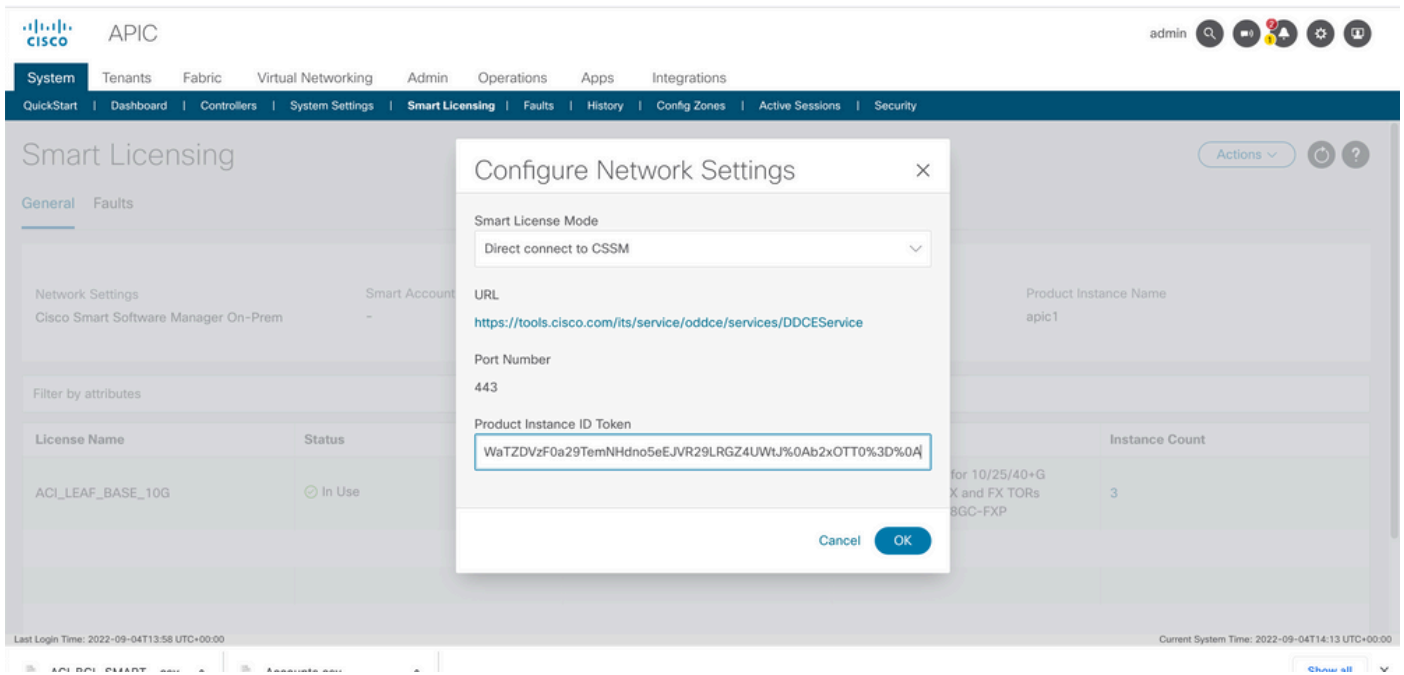 CISCO APIC admin 2 1
System Tenants Fabric Virtual Networking Admin Operations Apps Integrations
QuickStart | Dashboard | Controllers | System Settings | Smart Licensing | Faults | History | Config Zones | Active Sessions | Security
Smart Licensing
Actions
General Faults
Configure Network Settings
Smart License Mode
Direct connect to CSSM
URL
https://tools.cisco.com/its/service/oddce/services/DDCEService
Port Number
443
Product Instance ID Token
WaTZDVzF0a29TemNHdno5eEJVR29LRGZ4UWtJ%0Ab2xOTT0%3D%0A
Cancel OK
Network Settings Smart Account Product Instance Name
Cisco Smart Software Manager On-Prem - apic1
Filter by attributes
License Name Status Instance Count
for 10/25/40+G
ACI_LEAF_BASE_10G In Use X and FX TORs 3
8GC-FXP
Last Login Time: 2022-09-04T13:58 UTC+00:00 Current System Time: 2022-09-04T14:13 UTC+00:00
Show all